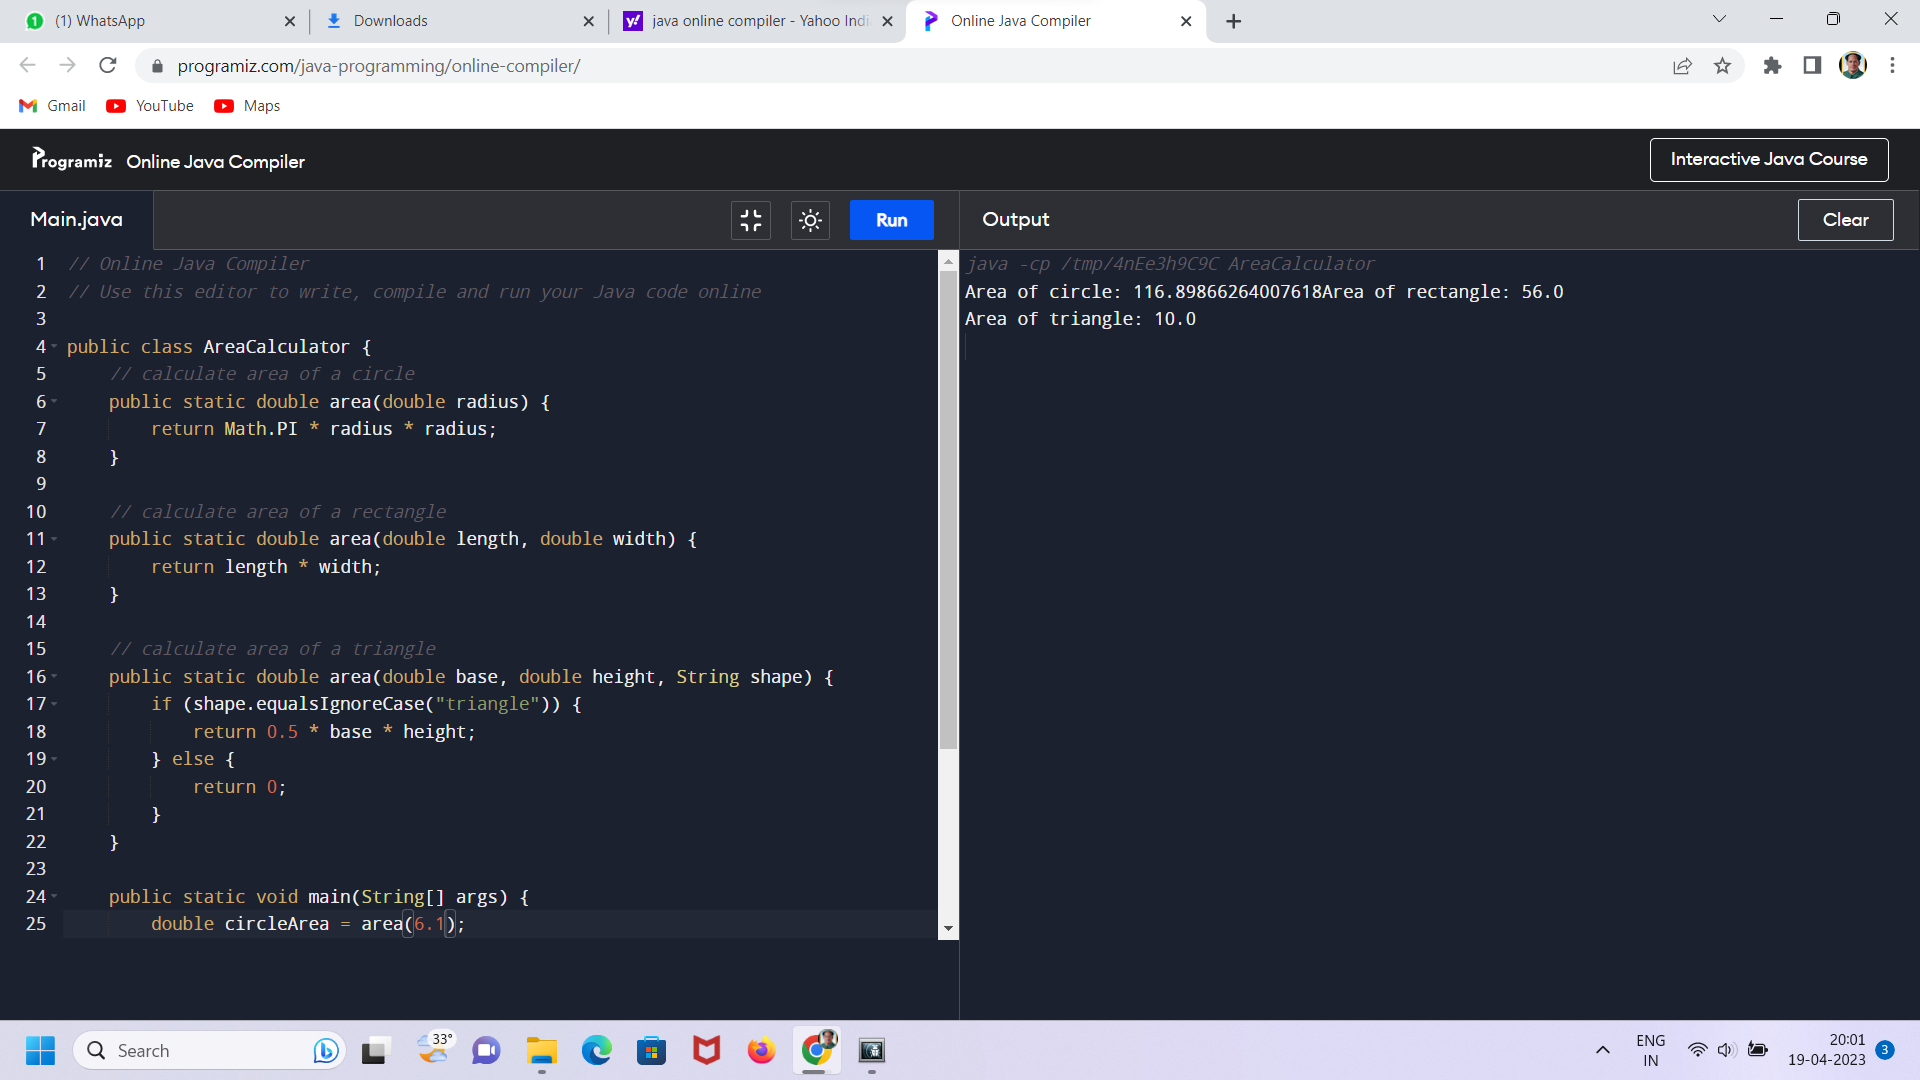 (1) WhatsApp
Downloads
java online compiler - Yahoo Indi
Online Java Compiler
programiz.com/java-programming/online-compiler/
Gmail
YouTube
Maps
Programiz Online Java Compiler
Interactive Java Course
Main.java
Run
Output
Clear
1 // Online Java Compiler
2 // Use this editor to write, compile and run your Java code online
3
4 public class AreaCalculator {
5 // calculate area of a circle
6 public static double area(double radius) {
7 return Math.PI * radius * radius;
8 }
9
10 // calculate area of a rectangle
11 public static double area(double length, double width) {
12 return length * width;
13 }
14
15 // calculate area of a triangle
16 public static double area(double base, double height, String shape) {
17 if (shape.equalsIgnoreCase("triangle")) {
18 return 0.5 * base * height;
19 } else {
20 return 0;
21 }
22 }
23
24 public static void main(String[] args) {
25 double circleArea = area(6.1);
java -cp /tmp/4nEe3h9C9C AreaCalculator
Area of circle: 116.89866264007618Area of rectangle: 56.0
Area of triangle: 10.0
Search
33°
ENG
IN
20:01
19-04-2023
3